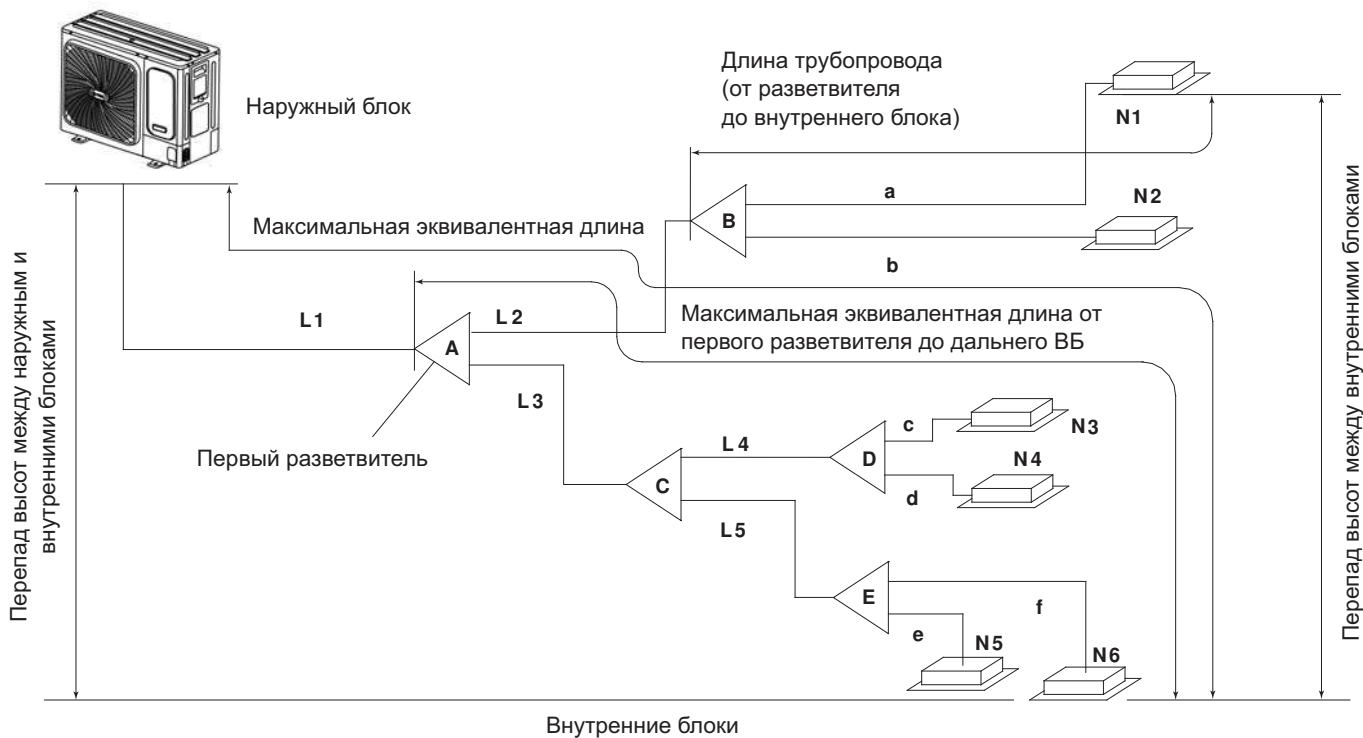 Наружный блок
Длина трубопровода
(от разветвителя
до внутреннего блока)
N1
a
N2
B
b
Максимальная эквивалентная длина
L1
L2
A
Максимальная эквивалентная длина от
первого разветвителя до дальнего ВБ
L3
Первый разветвитель
c
N3
L4
D
N4
C
d
L5
E
f
e
N5
N6
Внутренние блоки
Перепад высот между наружным и
внутренними блоками
Перепад высот между внутренними блоками